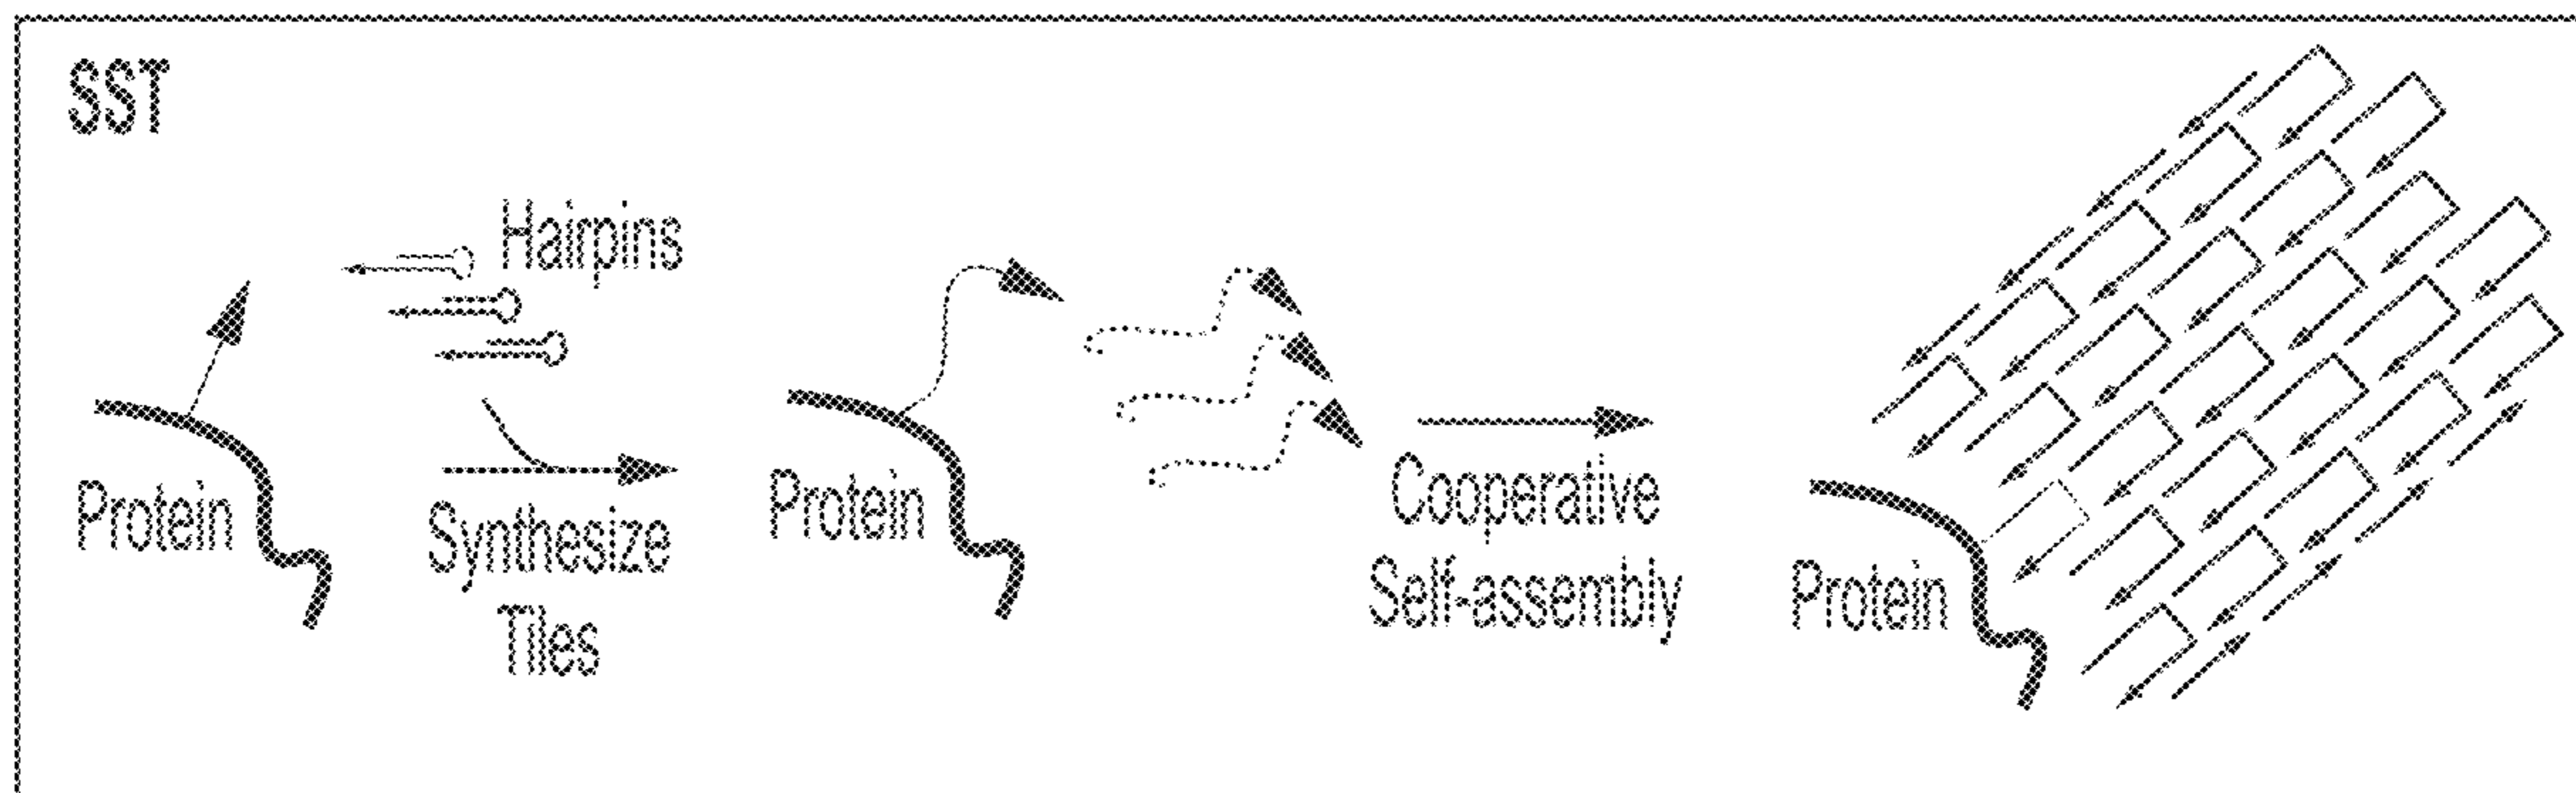 SST
Hairpins
Protein
Synthesize
Tiles
Protein
Cooperative
Self-assembly
Protein